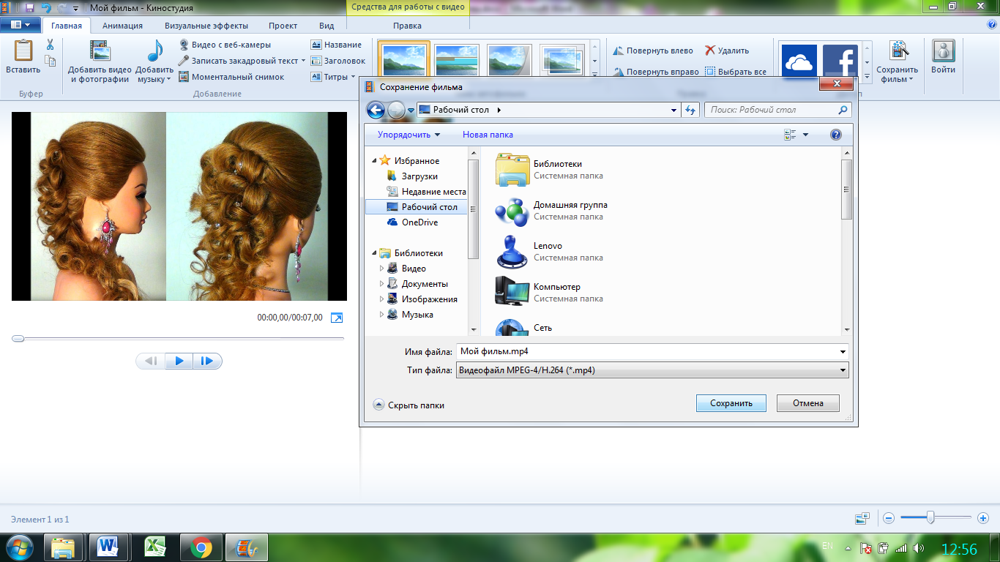 Мой фильм - Киностудия
Средства для работы с видео
Главная
Анимация
Визуальные эффекты
Проект
Вид
Правка
Вставить
Буфер
Добавить видео и фотографии
Добавить музыку
Видео с веб-камеры
Записать закадровый текст
Моментальный снимок
Добавление
Название
Заголовок
Титры
Повернуть влево
Повернуть вправо
Удалить
Выбрать все
Сохранить фильм
Войти
Сохранение фильма
Рабочий стол
Поиск: Рабочий стол
Упорядочить
Новая папка
Избранное
Загрузки
Недавние места
Рабочий стол
OneDrive
Библиотеки
Видео
Документы
Изображения
Музыка
Библиотеки
Системная папка
Домашняя группа
Системная папка
Lenovo
Системная папка
Компьютер
Системная папка
Сеть
Имя файла: Мой фильм.mp4
Тип файла: Видеофайл MPEG-4/H.264 (*.mp4)
Скрыть папки
Сохранить
Отмена
00:00,00/00:07,00
Элемент 1 из 1
EN
12:56